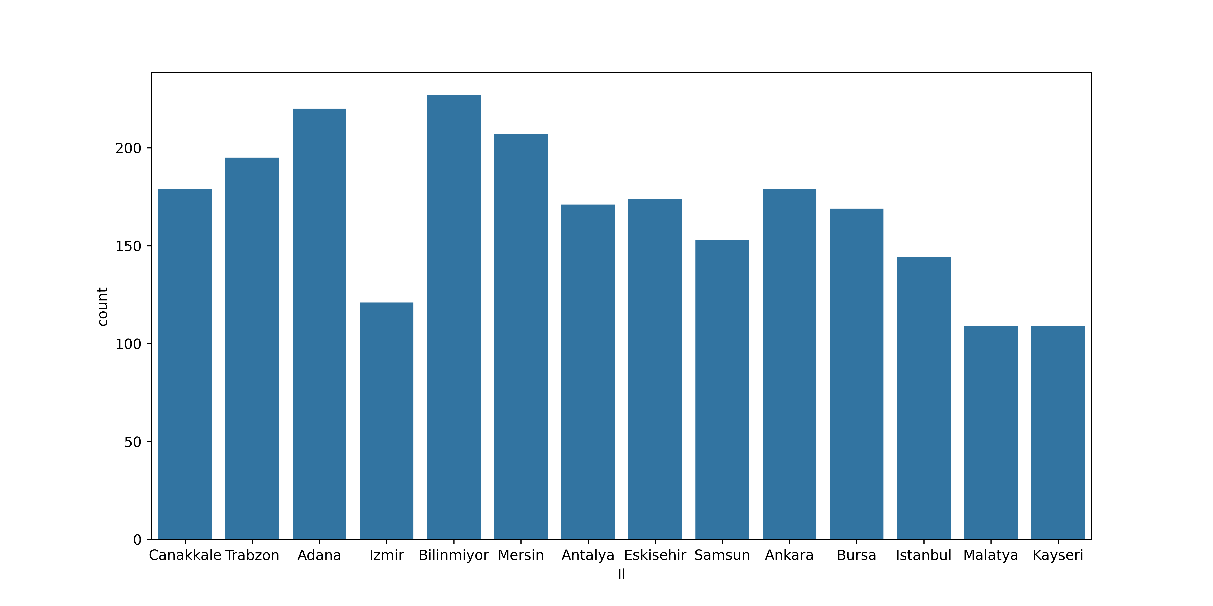 200
150
100
50
0
count
Canakkale Trabzon Adana Izmir Bilinmiyor Mersin Antalya Eskisehir Samsun Ankara Bursa Istanbul Malatya Kayseri
Il